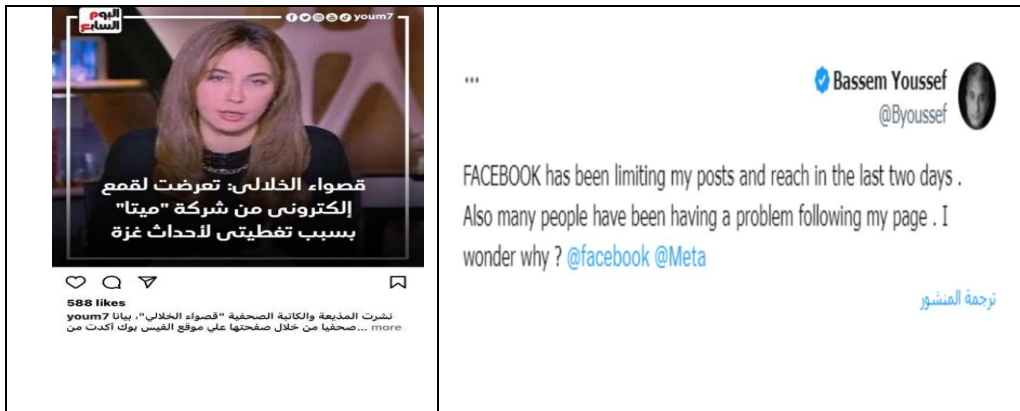 اليوم السابع
youm7
قصواء الخلالى: تعرضت لقمع
إلكترونى من شركة "ميتا"
بسبب تغطيتى لأحداث غزة
588 likes
youm7 نشرت المذيعة والكاتبة الصحفية "قصواء الخلالي"، بيانا
صحفيا من خلال صفحتها علي موقع الفيس بوك أكدت من... more
...
Bassem Youssef
@Byoussef
FACEBOOK has been limiting my posts and reach in the last two days .
Also many people have been having a problem following my page . I
wonder why ? @facebook @Meta
ترجمة المنشور